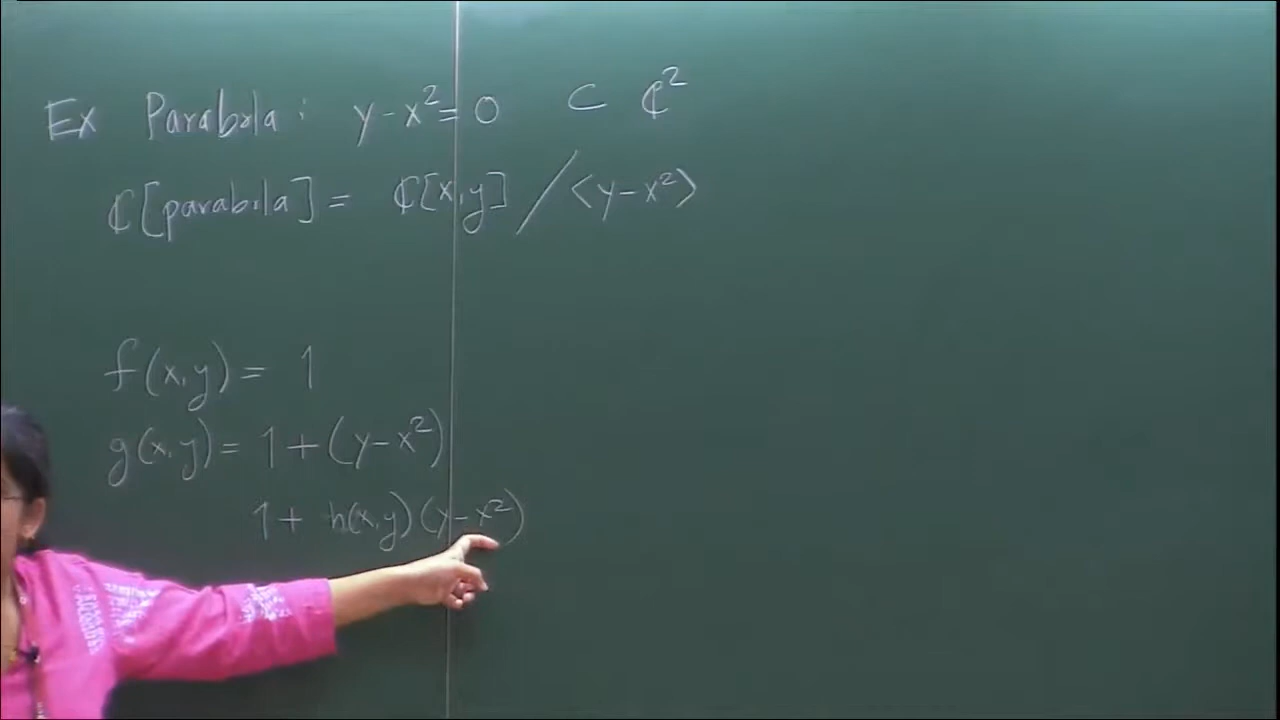 Ex Parabola : y - x² = 0 ⊂ ℂ²
ℂ[parabola] = ℂ[x,y] / <y - x²>
f(x,y) = 1
g(x,y) = 1 + (y - x²)
1 + h(x,y) (y - x²)